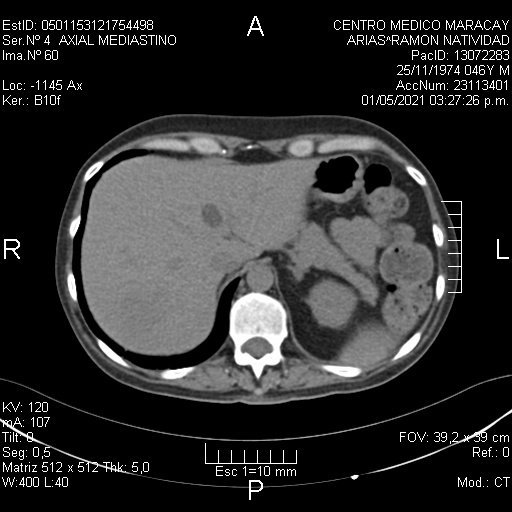 EstID: 0501153121754498
Ser.Nº 4 AXIAL MEDIASTINO
Ima.Nº 60
Loc: -1145 Ax
Ker.: B10f
A
CENTRO MEDICO MARACAY
ARIAS^RAMON NATIVIDAD
PacID: 13072283
25/11/1974 046Y M
AccNum: 23113401
01/05/2021 03:27:26 p.m.
R
L
KV: 120
mA: 107
Tilt: 0
Seg: 0,5
Matriz 512 x 512 Thk: 5,0
W:400 L:40
Esc 1=10 mm
P
FOV: 39,2 x 39 cm
Ref.: 0
Mod.: CT